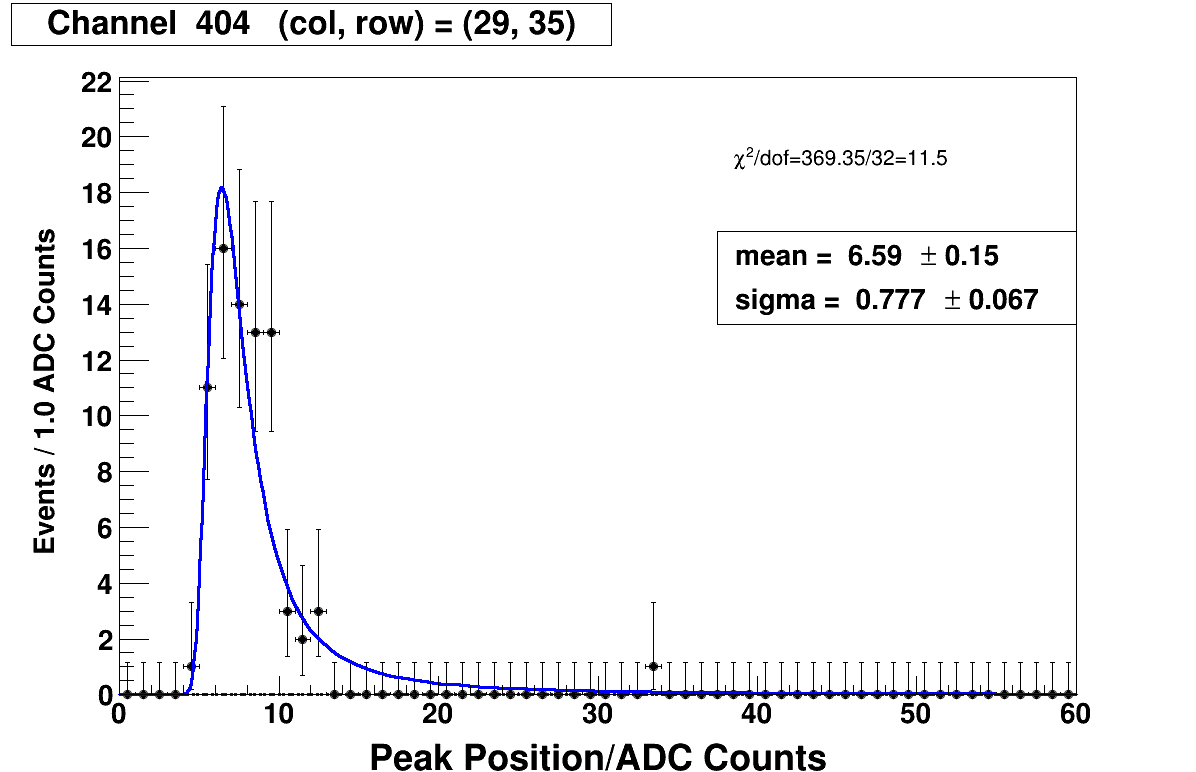 Channel 404 (col, row) = (29, 35)
22
20
18
16
14
12
10
8
6
4
2
0
Events / 1.0 ADC Counts
χ²/dof=369.35/32=11.5
mean = 6.59 ± 0.15
sigma = 0.777 ± 0.067
0 10 20 30 40 50 60
Peak Position/ADC Counts